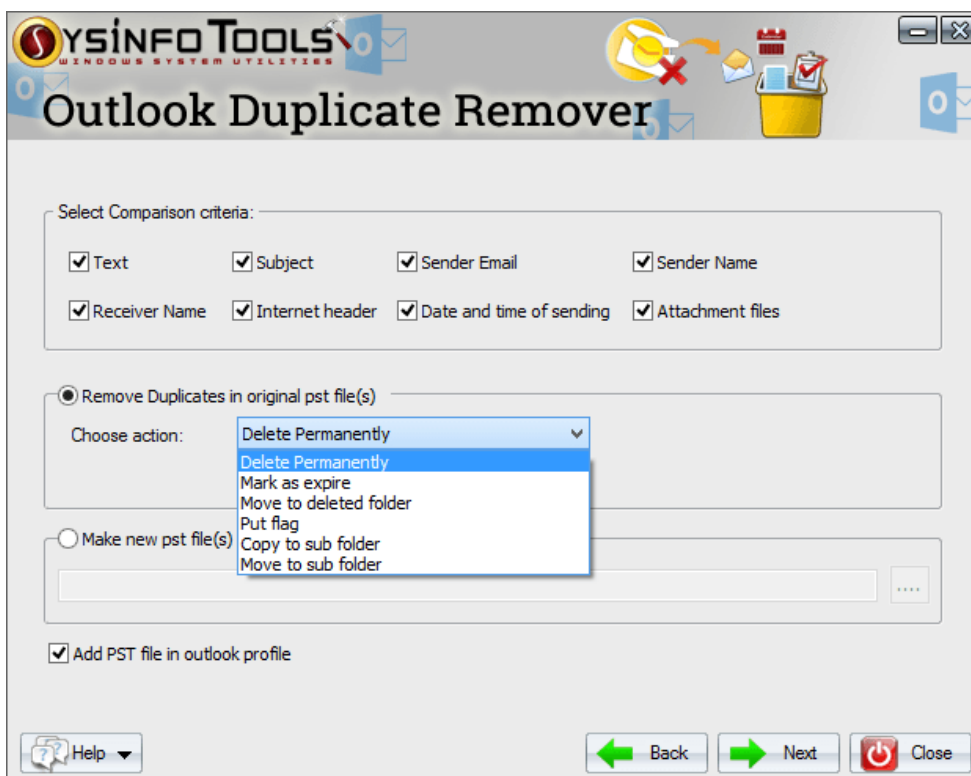 SYSINFOTOOLS
WINDOWS SYSTEM UTILITIES
Outlook Duplicate Remover
Select Comparison criteria:
Text Subject Sender Email Sender Name
Receiver Name Internet header Date and time of sending Attachment files
Remove Duplicates in original pst file(s)
Choose action: Delete Permanently
Delete Permanently
Mark as expire
Move to deleted folder
Put flag
Copy to sub folder
Move to sub folder
Make new pst file(s)
....
Add PST file in outlook profile
Help Back Next Close